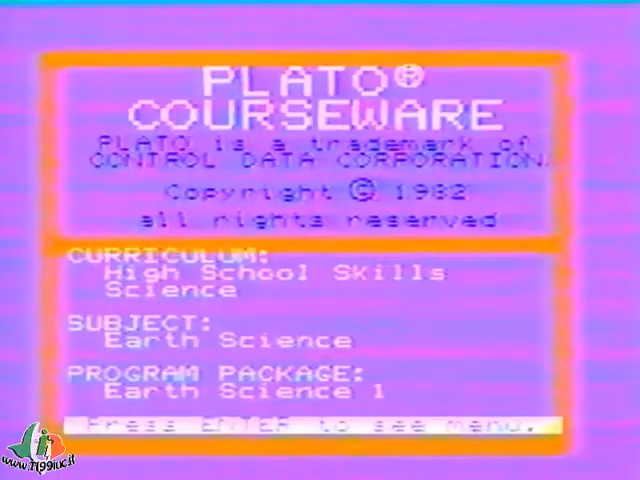 PLATO®
COURSEWARE
PLATO is a trademark of
CONTROL DATA CORPORATION.
Copyright © 1982
all rights reserved
CURRICULUM:
High School Skills
Science
SUBJECT:
Earth Science
PROGRAM PACKAGE:
Earth Science 1
Press ENTER to see menu.
www.TI99iuc.it